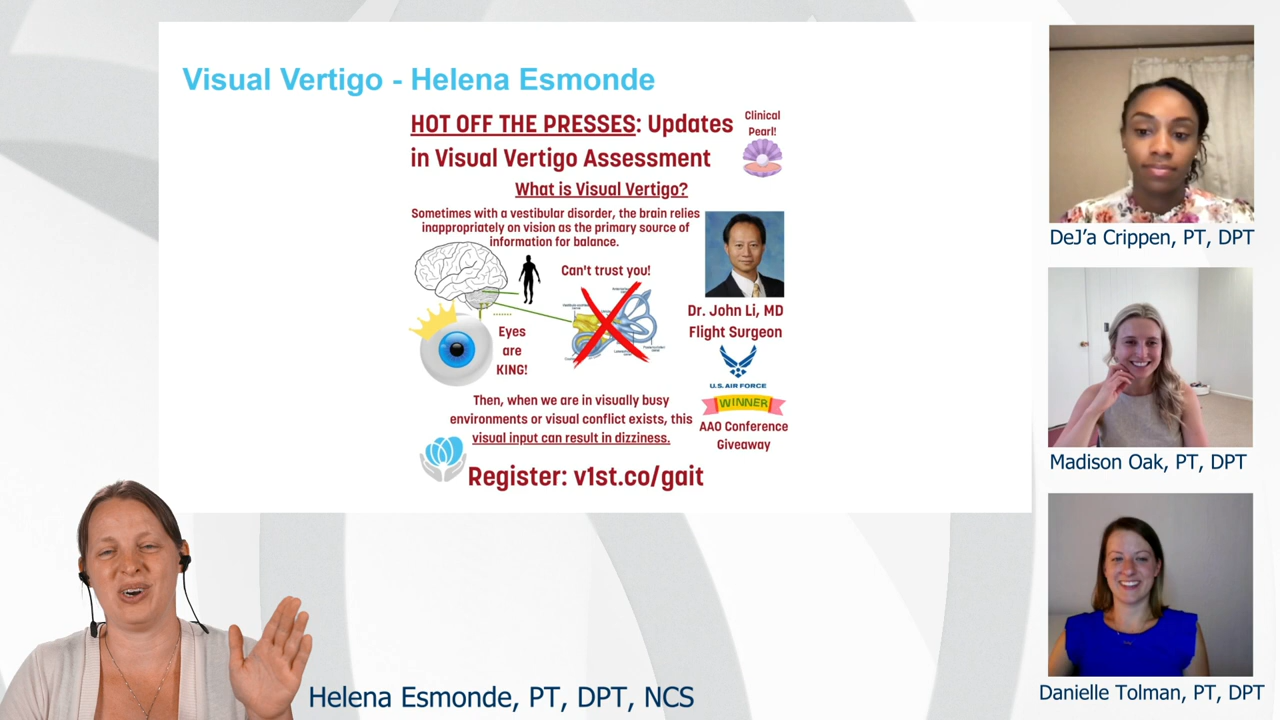 Visual Vertigo - Helena Esmonde
HOT OFF THE PRESSES: Updates
in Visual Vertigo Assessment
Clinical
Pearl!
What is Visual Vertigo?
Sometimes with a vestibular disorder, the brain relies
inappropriately on vision as the primary source of
information for balance.
Can't trust you!
Eyes
are
KING!
Dr. John Li, MD
Flight Surgeon
U.S. AIR FORCE
WINNER
AAO Conference
Giveaway
Then, when we are in visually busy
environments or visual conflict exists, this
visual input can result in dizziness.
Register: v1st.co/gait
DeJ’a Crippen, PT, DPT
Madison Oak, PT, DPT
Danielle Tolman, PT, DPT
Helena Esmonde, PT, DPT, NCS